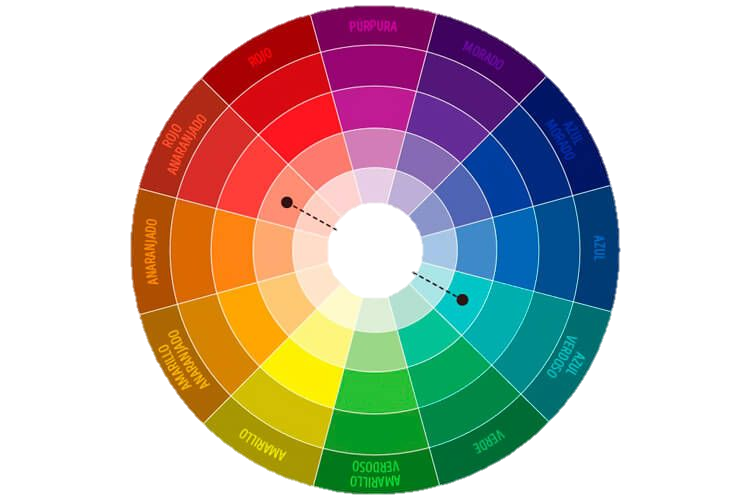 PÚRPURA
MORADO
AZUL
MORADO
AZUL
AZUL
VERDOSO
VERDE
AMARILLO
VERDOSO
AMARILLO
AMARILLO
ANARANJADO
ANARANJADO
ROJO
ANARANJADO
ROJO